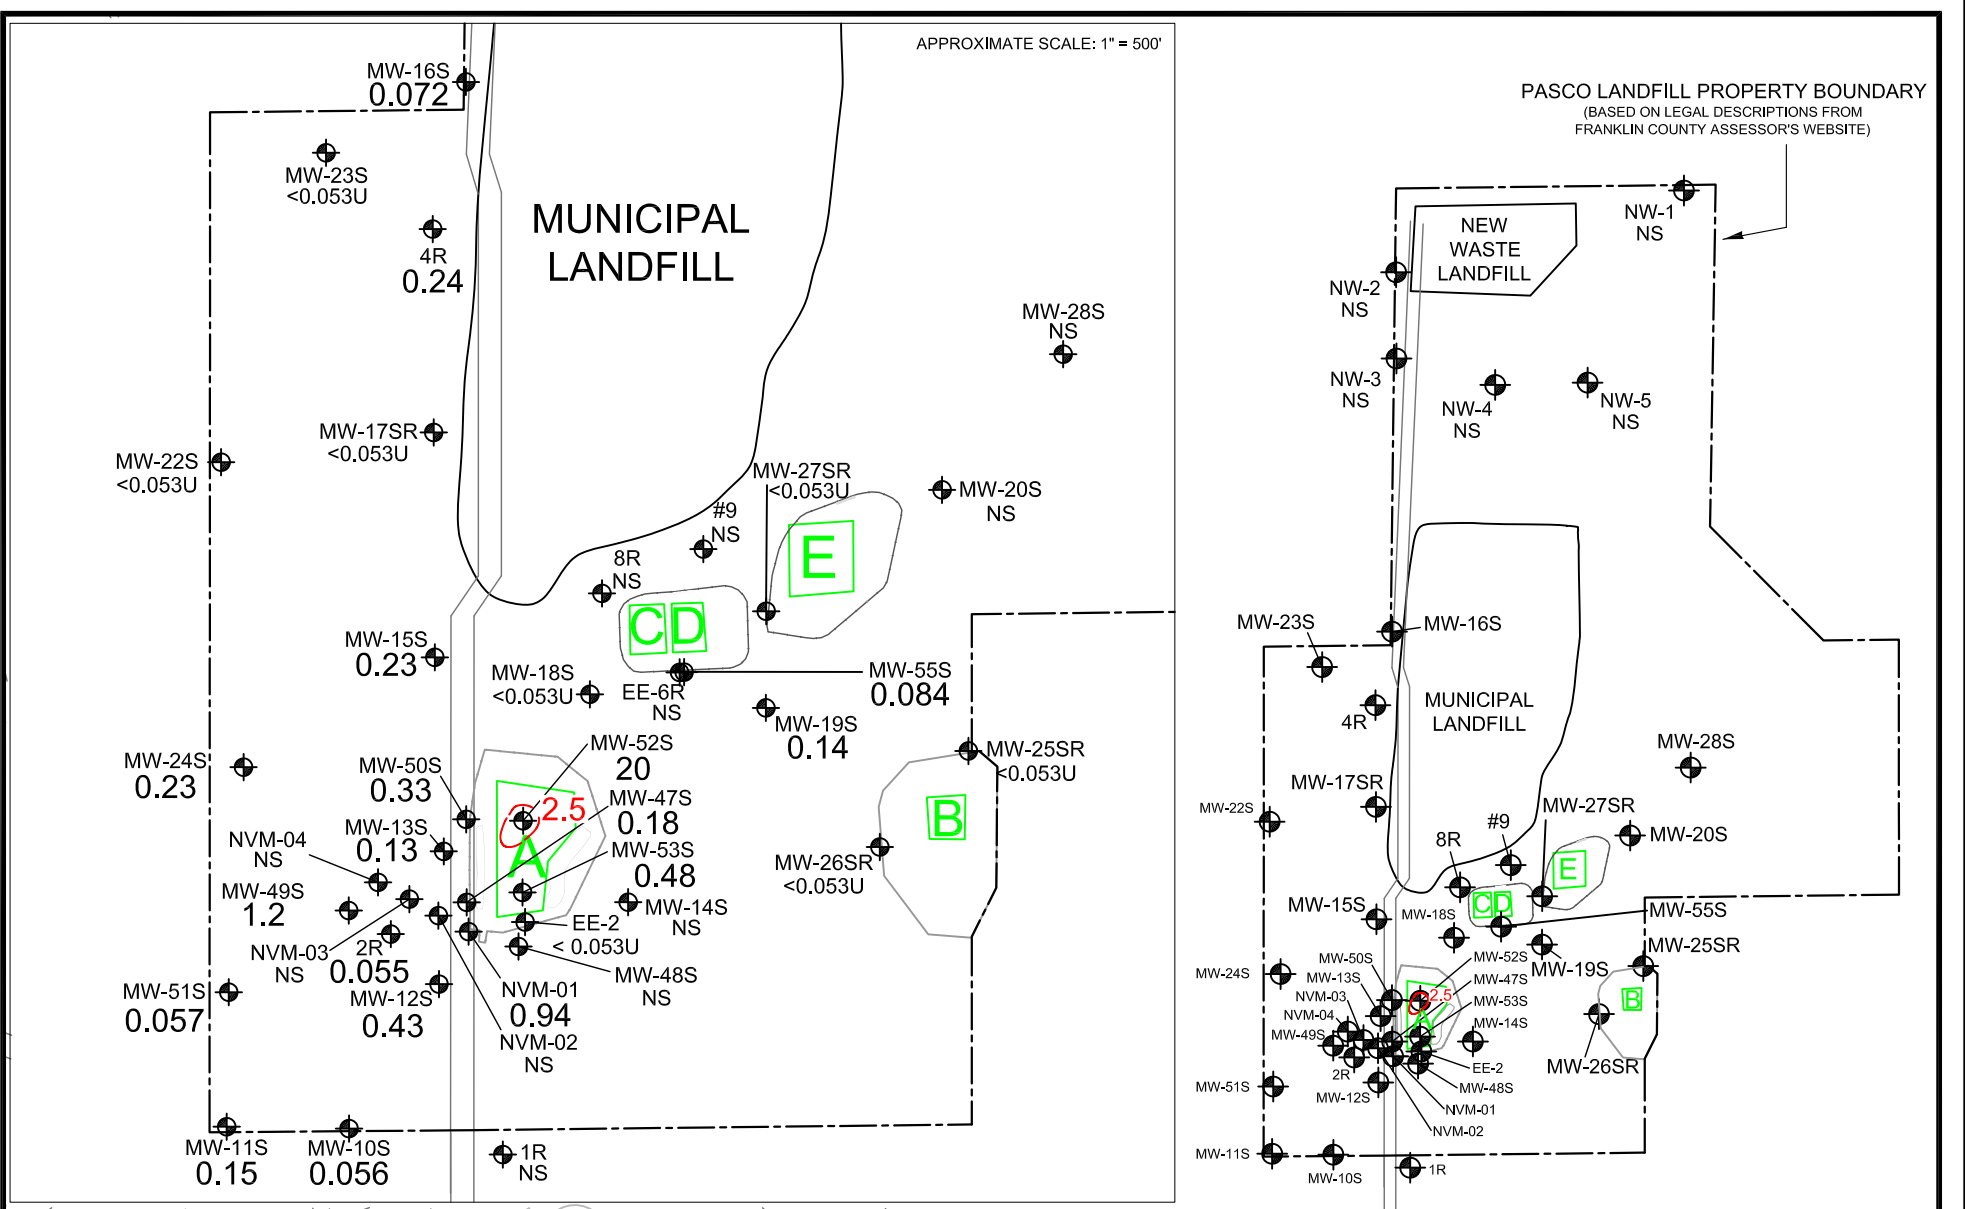 APPROXIMATE SCALE: 1" = 500'
MW-16S
0.072
MW-23S
<0.053U
4R
0.24
MUNICIPAL
LANDFILL
MW-28S
NS
MW-17SR
<0.053U
MW-22S
<0.053U
MW-27SR
<0.053U
MW-20S
NS
#9
NS
E
8R
NS
C D
MW-15S
0.23
MW-18S
<0.053U
EE-6R
NS
MW-55S
0.084
MW-19S
0.14
MW-25SR
<0.053U
MW-24S
0.23
MW-50S
0.33
MW-52S
20
2.5
MW-47S
0.18
MW-13S
0.13
A
MW-53S
0.48
B
MW-26SR
<0.053U
NVM-04
NS
MW-49S
1.2
MW-14S
NS
EE-2
< 0.053U
NVM-03
NS
2R
0.055
MW-48S
NS
MW-51S
0.057
MW-12S
0.43
NVM-01
0.94
NVM-02
NS
MW-11S
0.15
MW-10S
0.056
1R
NS
PASCO LANDFILL PROPERTY BOUNDARY
(BASED ON LEGAL DESCRIPTIONS FROM
FRANKLIN COUNTY ASSESSOR'S WEBSITE)
NW-1
NS
NEW
WASTE
LANDFILL
NW-2
NS
NW-3
NS
NW-4
NS
NW-5
NS
MW-23S
MW-16S
4R
MUNICIPAL
LANDFILL
MW-28S
MW-17SR
MW-22S
MW-27SR
#9
MW-20S
8R
E
C D
MW-15S
MW-18S
MW-55S
MW-25SR
MW-19S
MW-50S
MW-52S
MW-24S
MW-13S
MW-47S
NVM-03
2.5
MW-53S
B
NVM-04
A
MW-14S
MW-49S
MW-26SR
2R
EE-2
MW-51S
MW-48S
MW-12S
NVM-01
NVM-02
MW-11S
MW-10S
1R